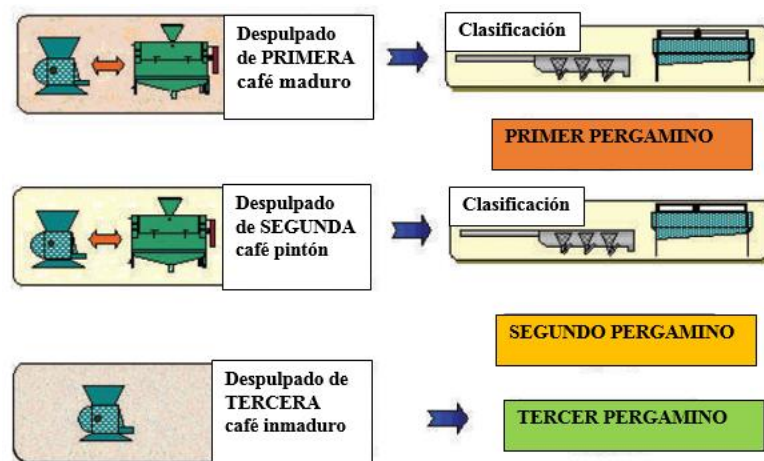 Despulpado
de PRIMERA
café maduro
Clasificación
PRIMER PERGAMINO
Despulpado
de SEGUNDA
café pintón
Clasificación
SEGUNDO PERGAMINO
Despulpado de
TERCERA
café inmaduro
TERCER PERGAMINO